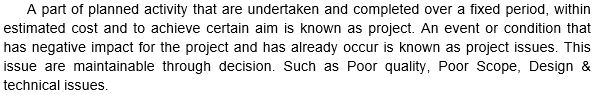 A part of planned activity that are undertaken and completed over a fixed period, within
estimated cost and to achieve certain aim is known as project. An event or condition that
has negative impact for the project and has already occur is known as project issues. This
issue are maintainable through decision. Such as Poor quality, Poor Scope, Design &
technical issues.